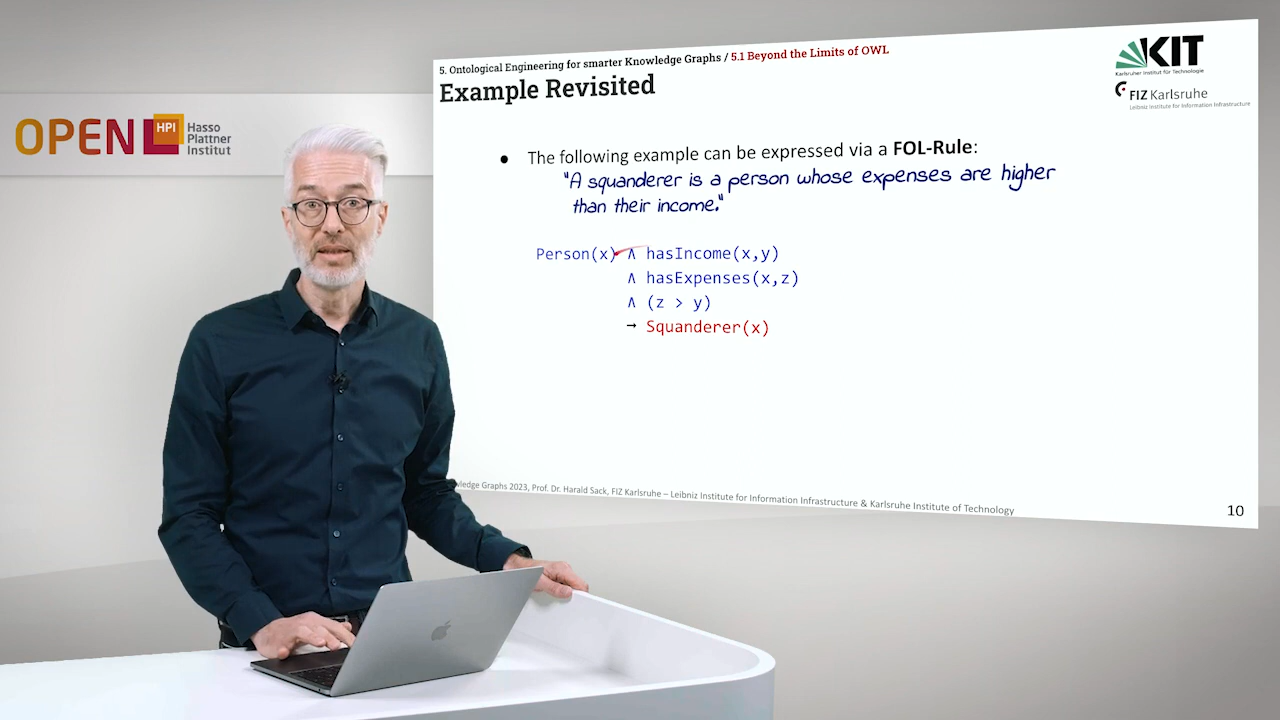 OPEN HPI Hasso
Plattner
Institut
5. Ontological Engineering for smarter Knowledge Graphs / 5.1 Beyond the Limits of OWL
Example Revisited
KIT
Karlsruher Institut für Technologie
FIZ Karlsruhe
Leibniz Institute for Information Infrastructure
● The following example can be expressed via a FOL-Rule:
"A squanderer is a person whose expenses are higher
than their income."
Person(x) ∧ hasIncome(x,y)
∧ hasExpenses(x,z)
∧ (z > y)
→ Squanderer(x)
Graphs 2023, Prof. Dr. Harald Sack, FIZ Karlsruhe – Leibniz Institute for Information Infrastructure & Karlsruhe Institute of Technology
10